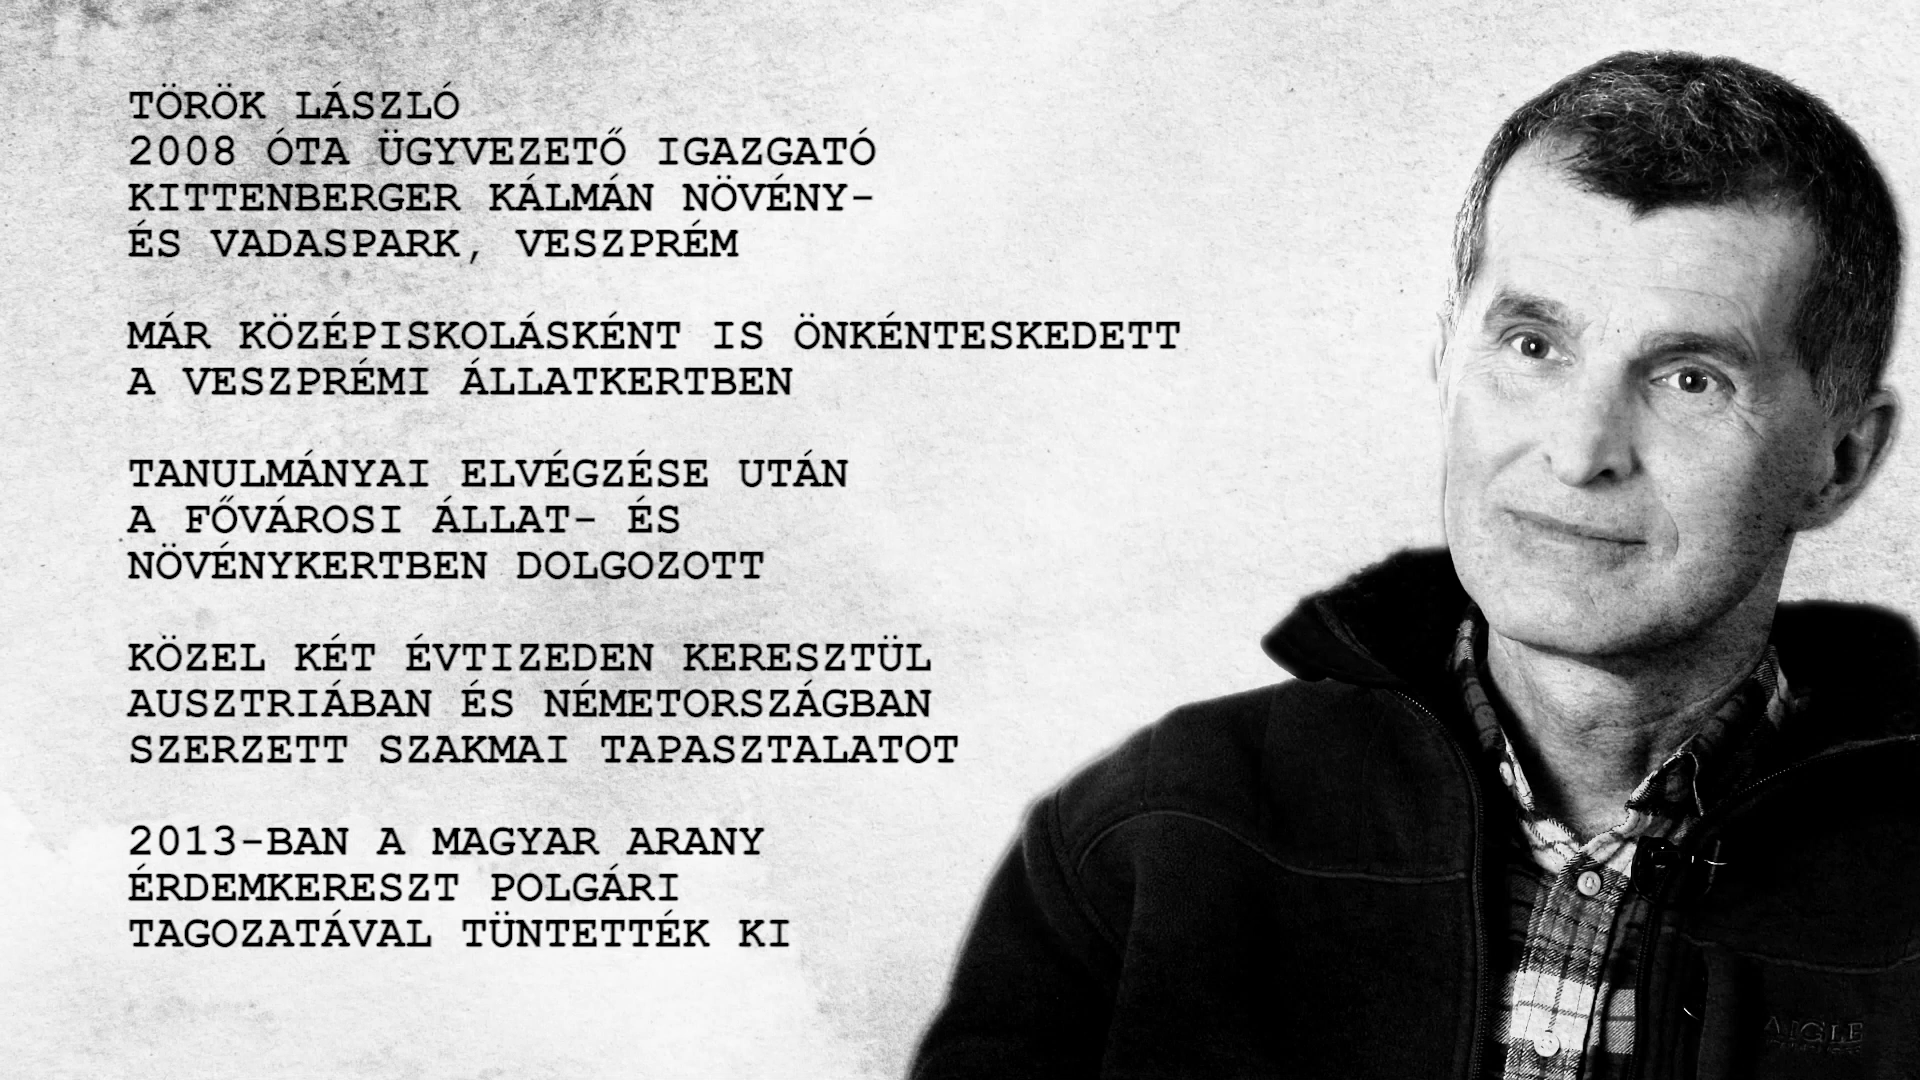 TÖRÖK LÁSZLÓ
2008 ÓTA ÜGYVEZETŐ IGAZGATÓ
KITTENBERGER KÁLMÁN NÖVÉNY-
ÉS VADASPARK, VESZPRÉM
MÁR KÖZÉPISKOLÁSKÉNT IS ÖNKÉNTESKEDETT
A VESZPRÉMI ÁLLATKERTBEN
TANULMÁNYAI ELVÉGZÉSE UTÁN
A FŐVÁROSI ÁLLAT- ÉS
NÖVÉNYKERTBEN DOLGOZOTT
KÖZEL KÉT ÉVTIZEDEN KERESZTÜL
AUSZTRIÁBAN ÉS NÉMETORSZÁGBAN
SZERZETT SZAKMAI TAPASZTALATOT
2013-BAN A MAGYAR ARANY
ÉRDEMKERESZT POLGÁRI
TAGOZATÁVAL TÜNTETTÉK KI
AIGLE